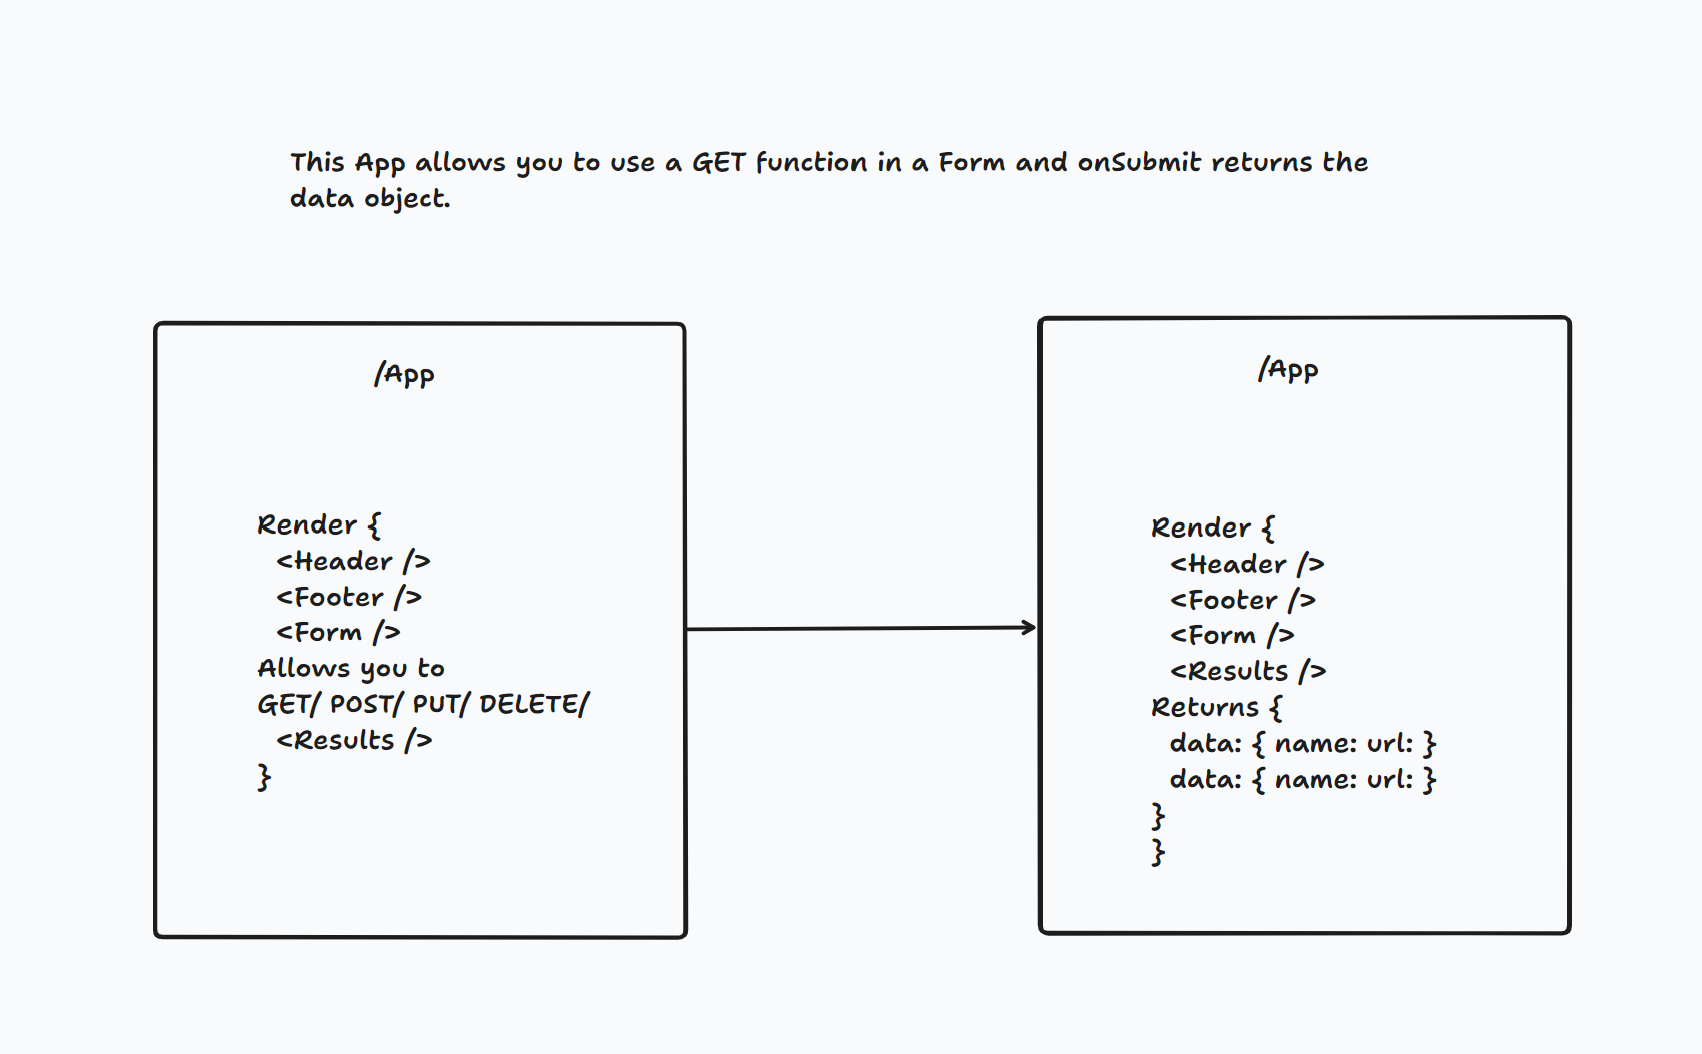 This App allows you to use a GET function in a Form and onSubmit returns the
data object.
/App
Render {
<Header />
<Footer />
<Form />
Allows you to
GET/ POST/ PUT/ DELETE/
<Results />
}
/App
Render {
<Header />
<Footer />
<Form />
<Results />
Returns {
data: { name: url: }
data: { name: url: }
}
}